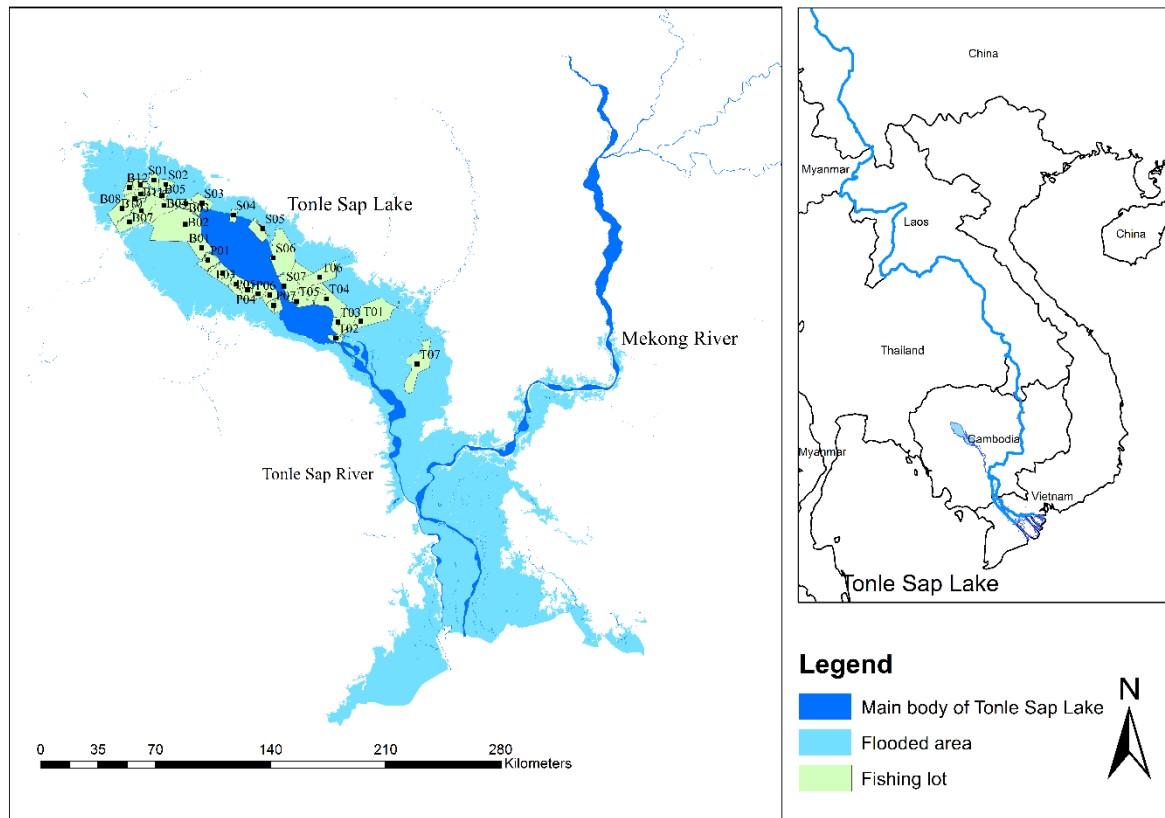 S01
B12
S02
B05
B08
S03
B03
B07
B02
S04
Tonle Sap Lake
S05
B01
P01
S06
T06
S07
P06
P04
P07
T05
T04
T03
T01
T07
Mekong River
Tonle Sap River
0 35 70 140 210 280
Kilometers
China
Myanmar
Laos
China
Thailand
Cambodia
Myanmar
Vietnam
Tonle Sap Lake
Legend
Main body of Tonle Sap Lake
Flooded area
Fishing lot
N